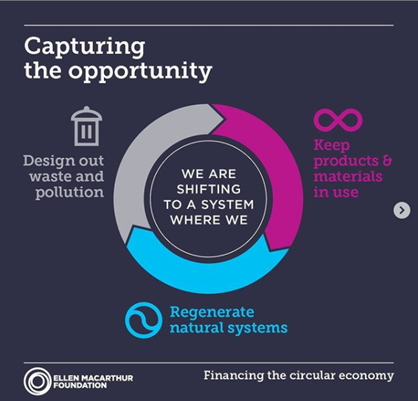 Capturing
the opportunity
Design out
waste and
pollution
WE ARE
SHIFTING
TO A SYSTEM
WHERE WE
Keep
products &
materials
in use
Regenerate
natural systems
ELLEN MACARTHUR
FOUNDATION
Financing the circular economy